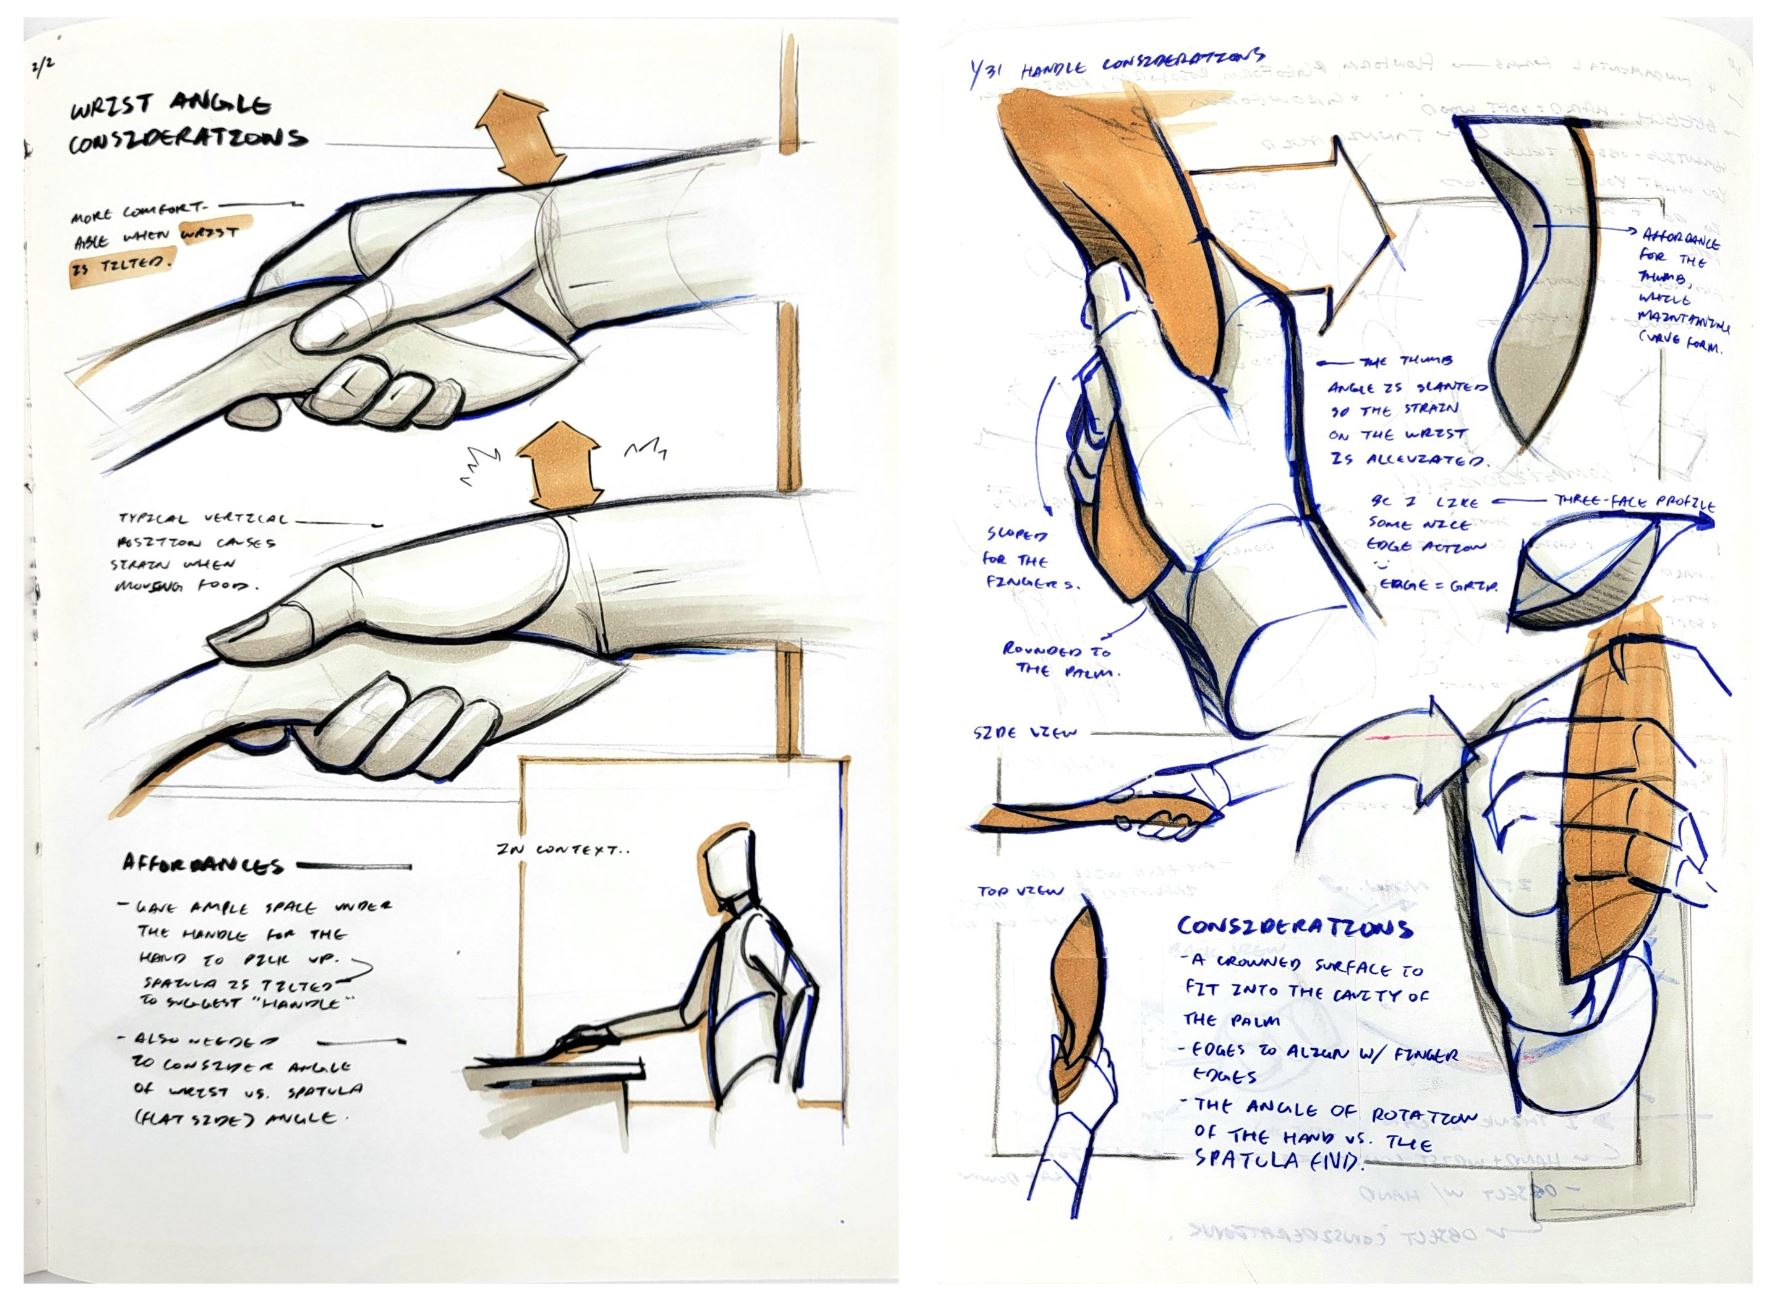 2/2
WRIST ANGLE
CONSIDERATIONS
MORE COMFORT-
ABLE WHEN WRIST
IS TILTED.
TYPICAL VERTICAL
POSITION CAUSES
STRAIN WHEN
MOVING FOOD.
AFFORDANCES
- GAVE AMPLE SPACE UNDER
THE HANDLE FOR THE
HAND TO PICK UP.
SPATULA IS TILTED
TO SUGGEST "HANDLE"
- ALSO NEEDED
TO CONSIDER ANGLE
OF WRIST VS. SPATULA
(FLAT SIDE) ANGLE.
IN CONTEXT..
1/31 HANDLE CONSIDERATIONS
AFFORDANCE
FOR THE
THUMB,
WHILE
MAINTAINING
CURVE FORM.
THE THUMB
ANGLE IS SLANTED
SO THE STRAIN
ON THE WRIST
IS ALLEVIATED.
SLOPED
FOR THE
FINGERS.
ROUNDED TO
THE PALM.
THREE-FACE PROFILE
BC I LIKE
SOME NICE
EDGE ACTION
EDGE = GRIP.
SIDE VIEW
TOP VIEW
CONSIDERATIONS
- A CROWNED SURFACE TO
FIT INTO THE CAVITY OF
THE PALM
- EDGES TO ALIGN W/ FINGER
EDGES
- THE ANGLE OF ROTATION
OF THE HAND VS. THE
SPATULA END.